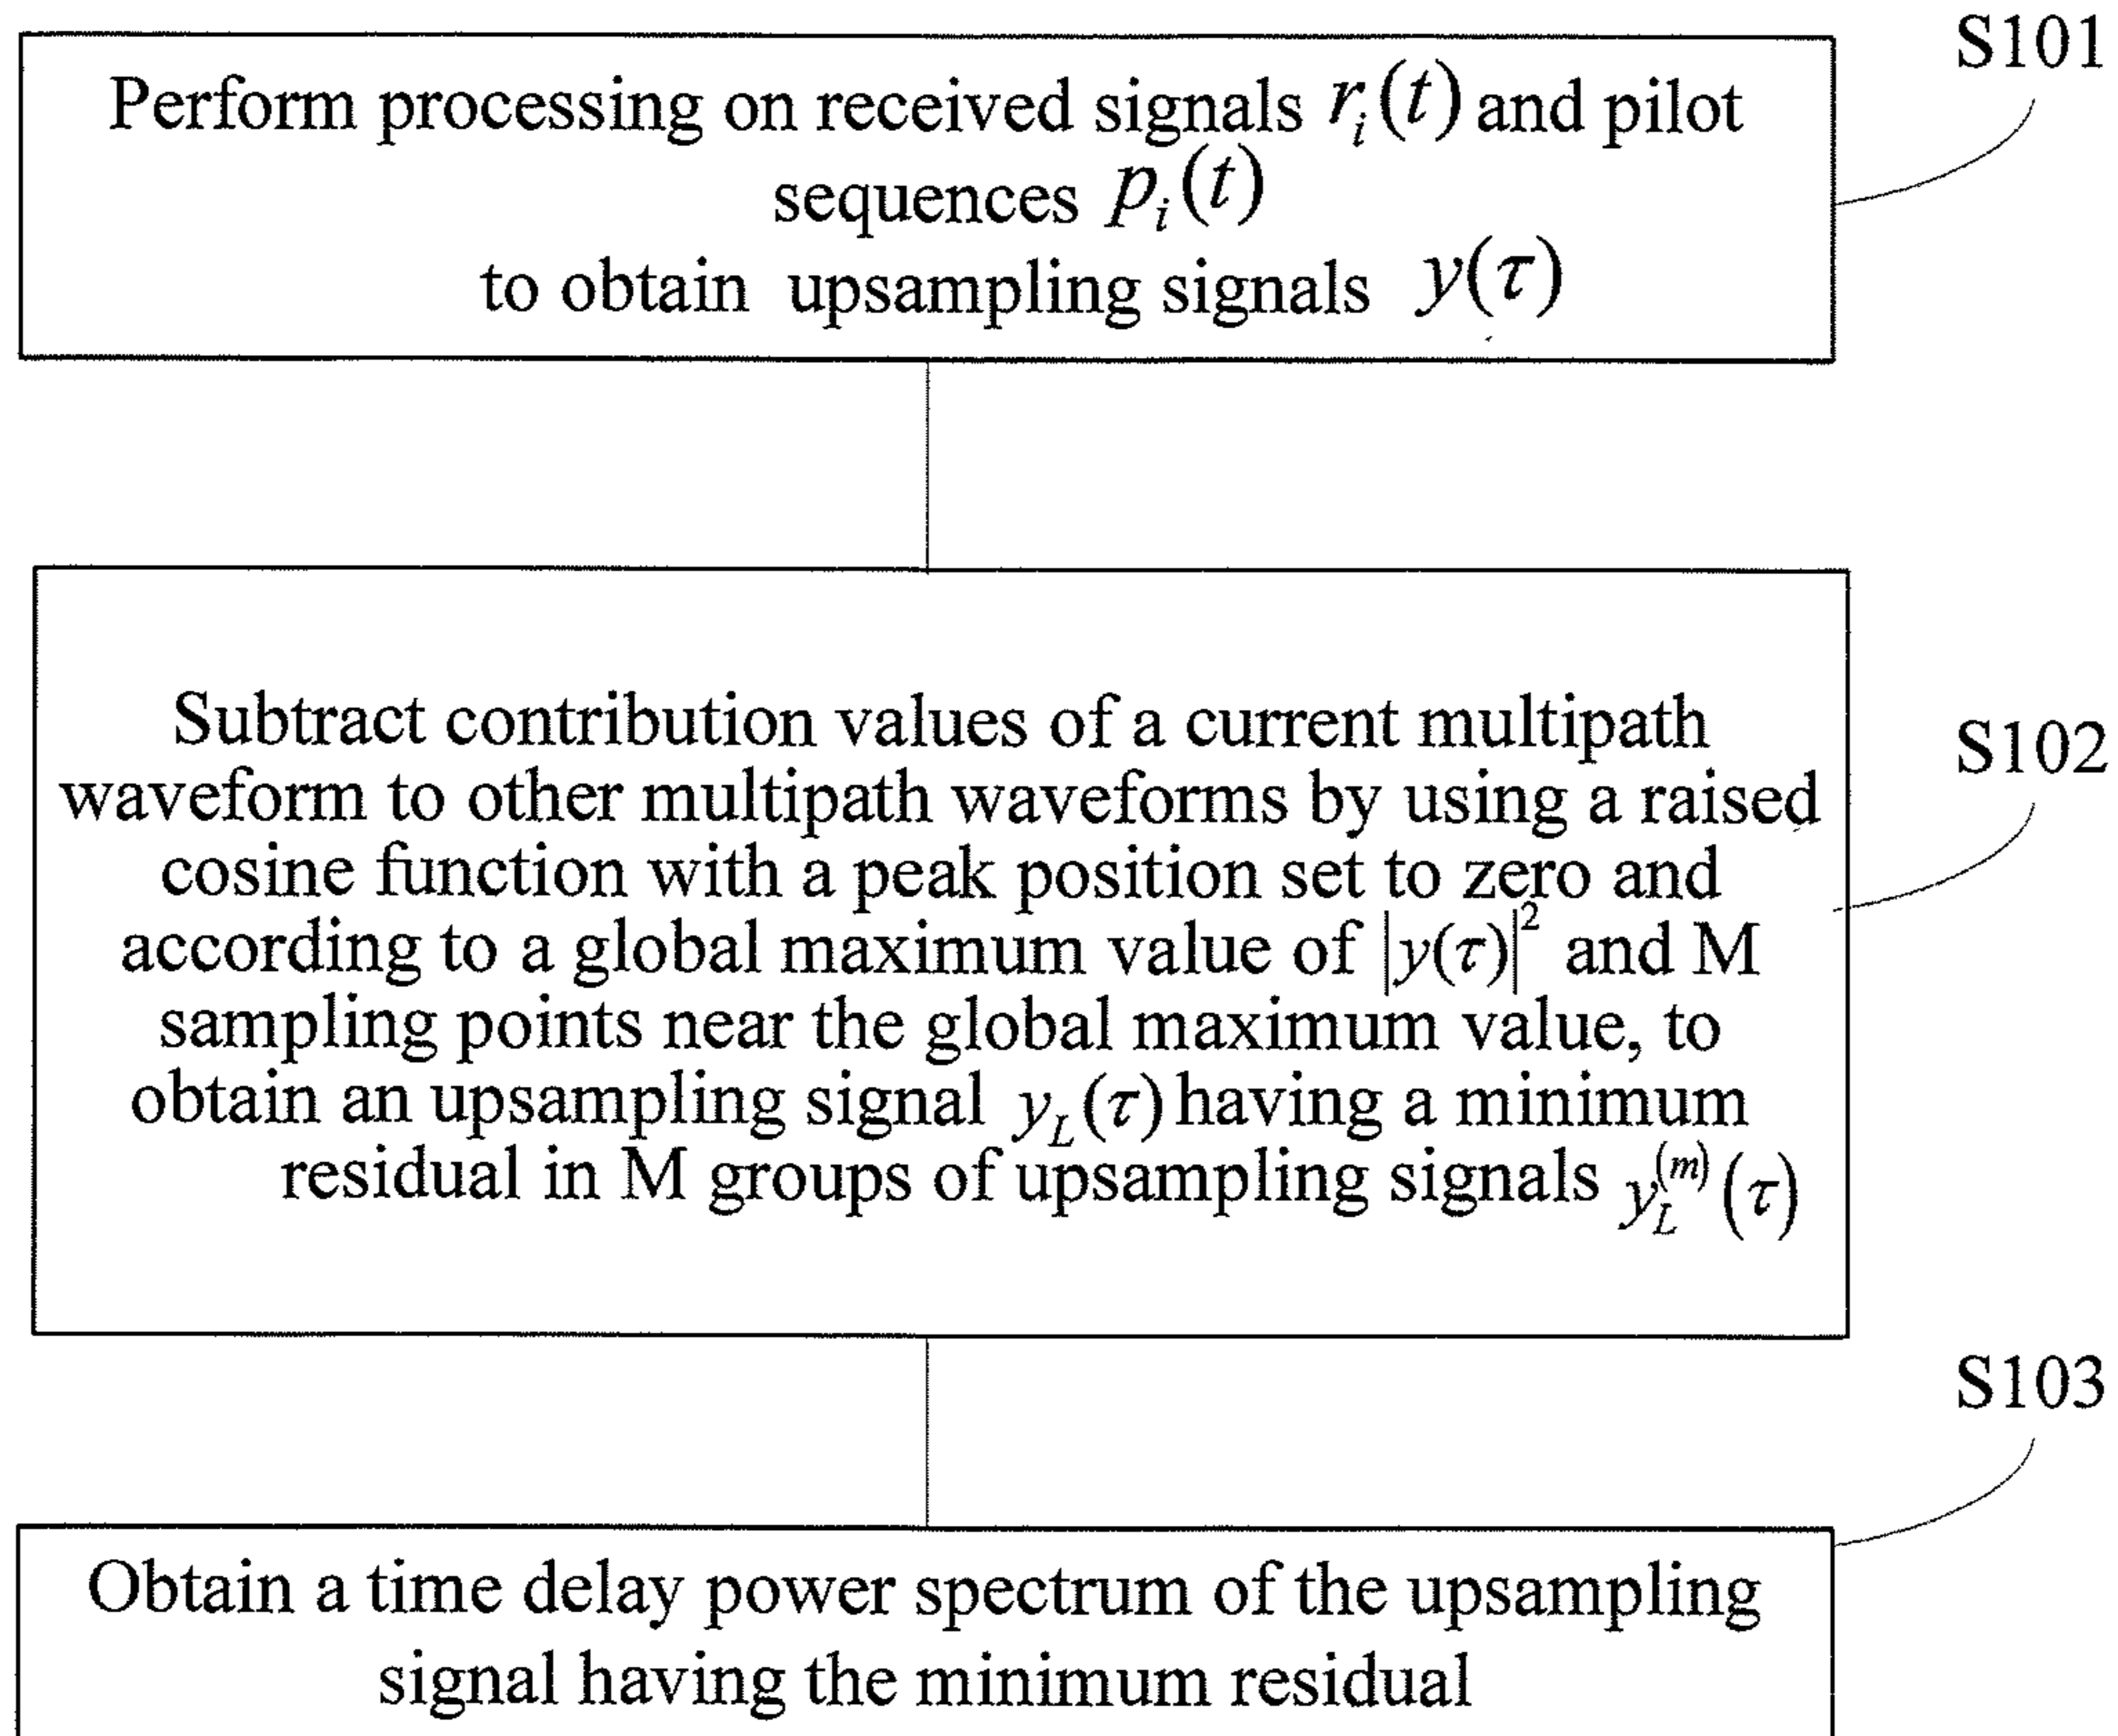 S101
Perform processing on received signals r_i(t) and pilot
sequences p_i(t)
to obtain upsampling signals y(τ)
Subtract contribution values of a current multipath
S102
waveform to other multipath waveforms by using a raised
cosine function with a peak position set to zero and
according to a global maximum value of |y(τ)|² and M
sampling points near the global maximum value, to
obtain an upsampling signal y_L(τ) having a minimum
residual in M groups of upsampling signals y_L^(m)(τ)
S103
Obtain a time delay power spectrum of the upsampling
signal having the minimum residual